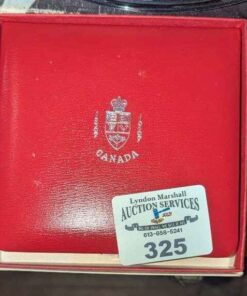 CANADA
Lyndon Marshall
AUCTION SERVICES
613-658-5241
325